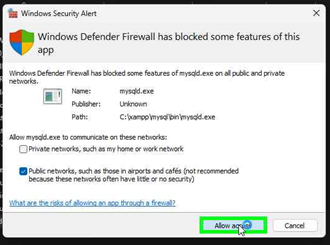 Windows Security Alert
Windows Defender Firewall has blocked some features of this
app
Windows Defender Firewall has blocked some features of mysqld.exe on all public and private
networks.
Name: mysqld.exe
Publisher: Unknown
Path: C:\xampp\mysql\bin\mysqld.exe
Allow mysqld.exe to communicate on these networks:
Private networks, such as my home or work network
Public networks, such as those in airports and cafés (not recommended
because these networks often have little or no security)
What are the risks of allowing an app through a firewall?
Allow Cancel